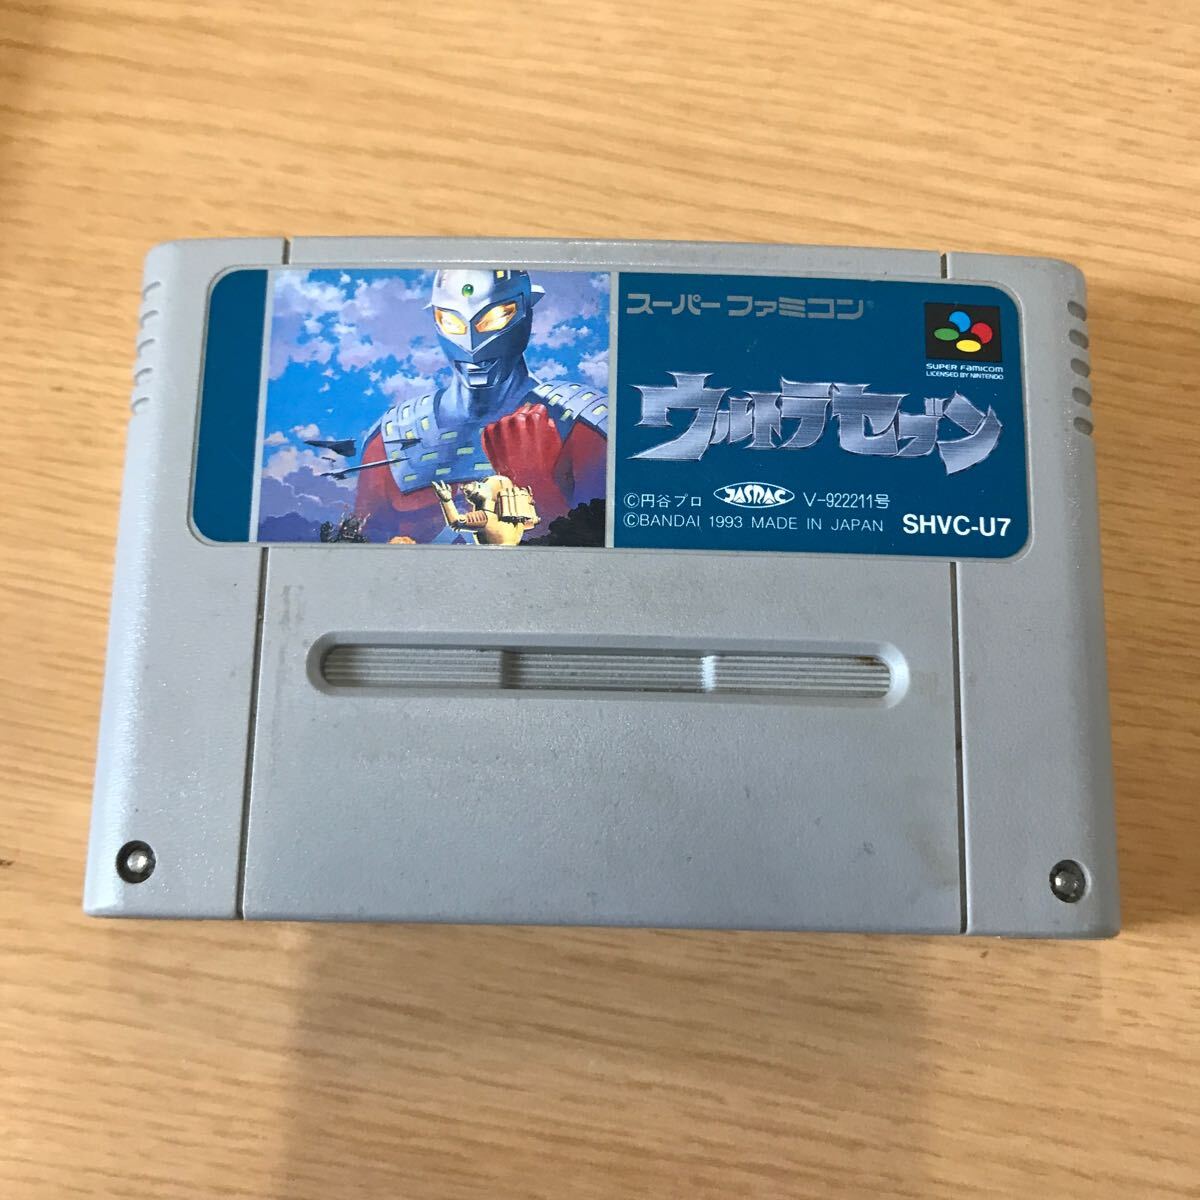 スーパーファミコン®
SUPER FAMICOM
LICENSED BY NINTENDO
ウルトラセブン
©円谷プロ JASRAC V-922211号
©BANDAI 1993 MADE IN JAPAN SHVC-U7